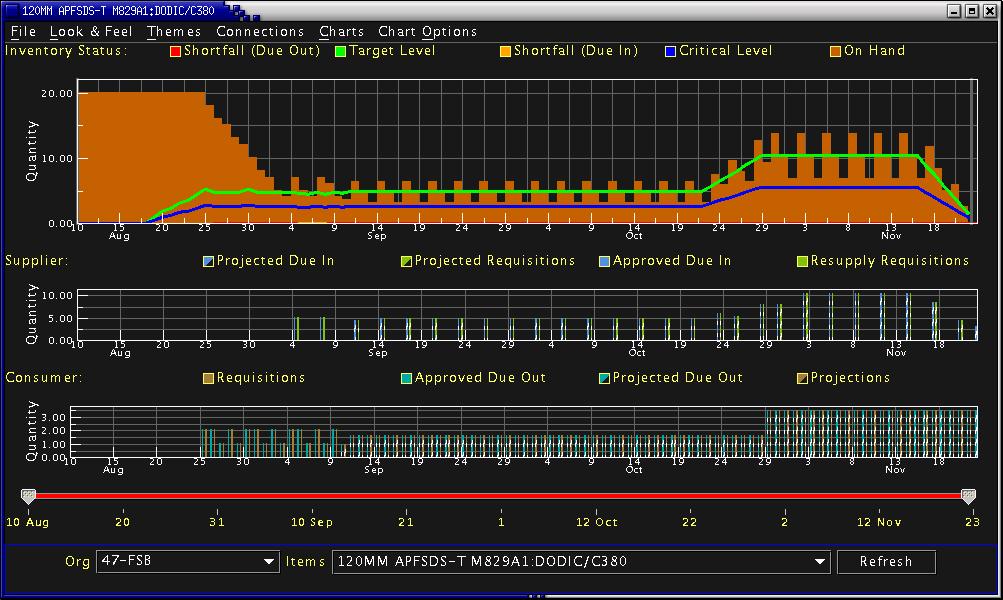 120MM APFSDS-T M829A1:DODIC/C380
File Look & Feel Themes Connections Charts Chart Options
Inventory Status: Shortfall (Due Out) Target Level Shortfall (Due In) Critical Level On Hand
Quantity
20.00
10.00
0.00
10 15 20 25 30 4 9 14 19 24 29 4 9 14 19 24 29 3 8 13 18
Aug Sep Oct Nov
Supplier: Projected Due In Projected Requisitions Approved Due In Resupply Requisitions
Quantity
10.00
5.00
0.00
10 15 20 25 30 4 9 14 19 24 29 4 9 14 19 24 29 3 8 13 18
Aug Sep Oct Nov
Consumer: Requisitions Approved Due Out Projected Due Out Projections
Quantity
3.00
2.00
1.00
0.00
10 15 20 25 30 4 9 14 19 24 29 4 9 14 19 24 29 3 8 13 18
Aug Sep Oct Nov
10 Aug 20 31 10 Sep 21 1 12 Oct 22 2 12 Nov 23
Org 47-FSB Items 120MM APFSDS-T M829A1:DODIC/C380 Refresh